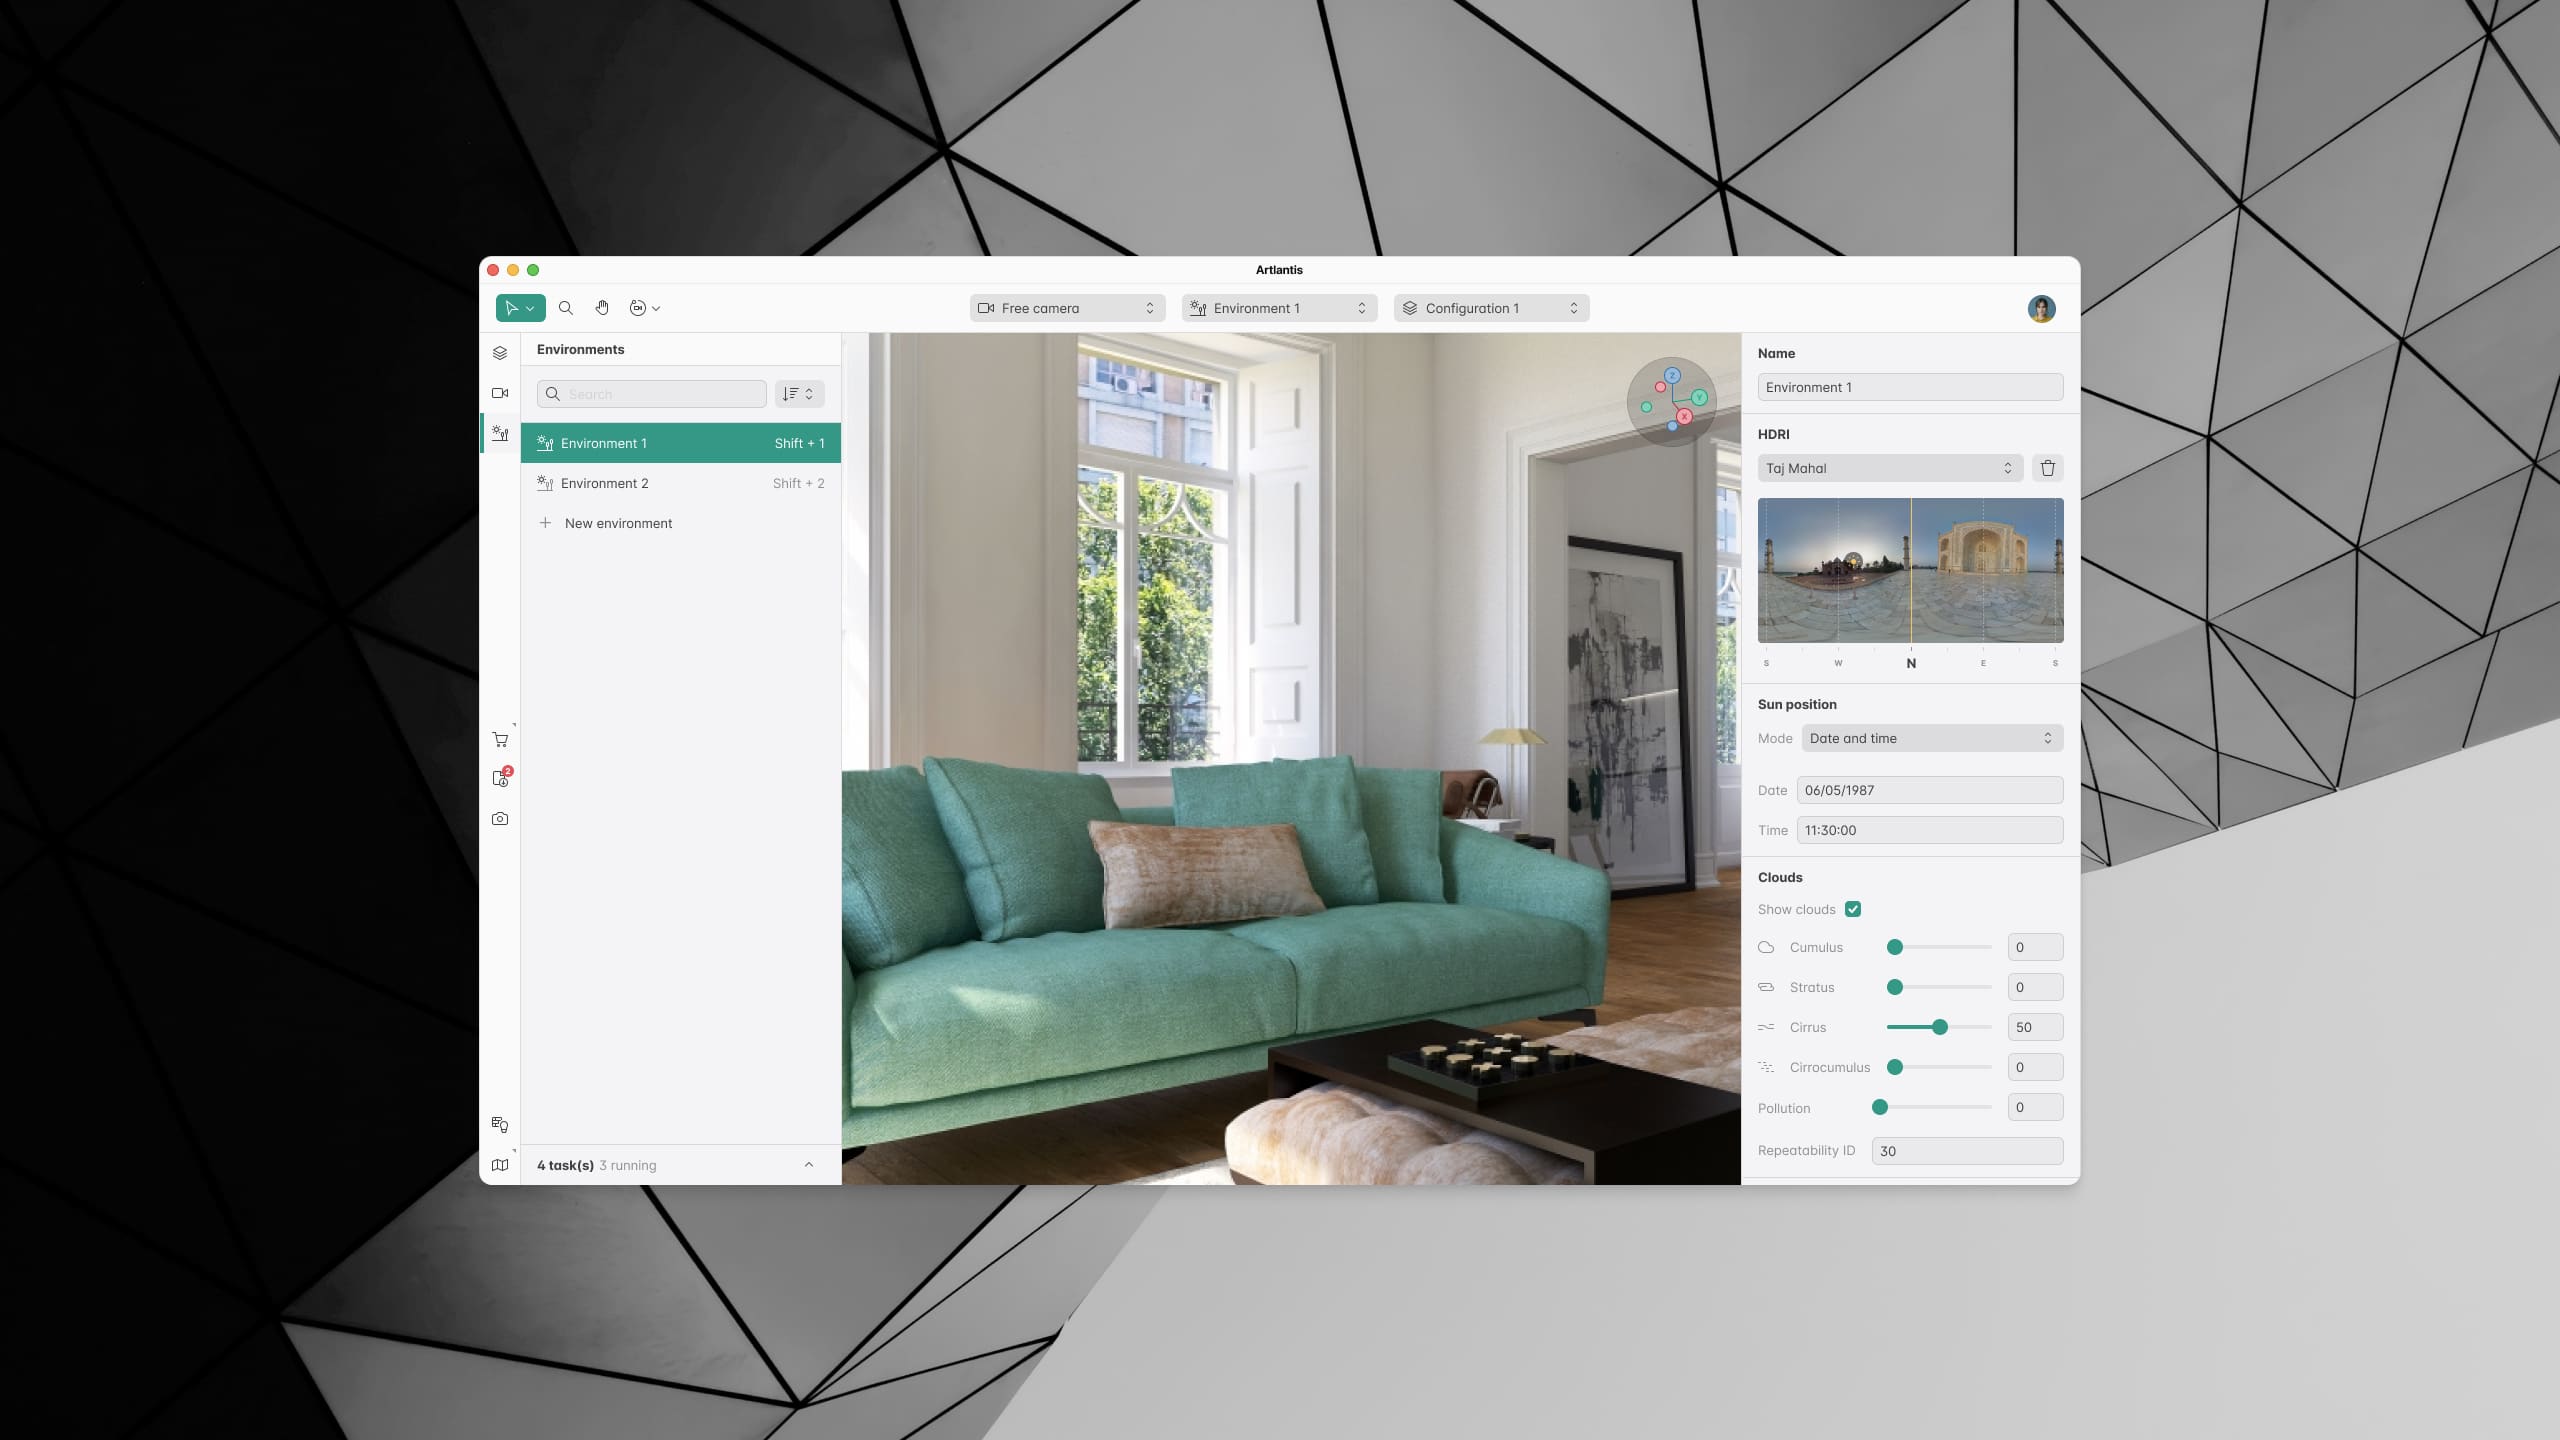 Artlantis
Free camera
Environment 1
Configuration 1
Environments
Search
Environment 1 Shift + 1
Environment 2 Shift + 2
New environment
2
4 task(s) 3 running
Z
Y
X
Name
Environment 1
HDRI
Taj Mahal
S W N E S
Sun position
Mode Date and time
Date 06/05/1987
Time 11:30:00
Clouds
Show clouds
Cumulus 0
Stratus 0
Cirrus 50
Cirrocumulus 0
Pollution 0
Repeatability ID 30